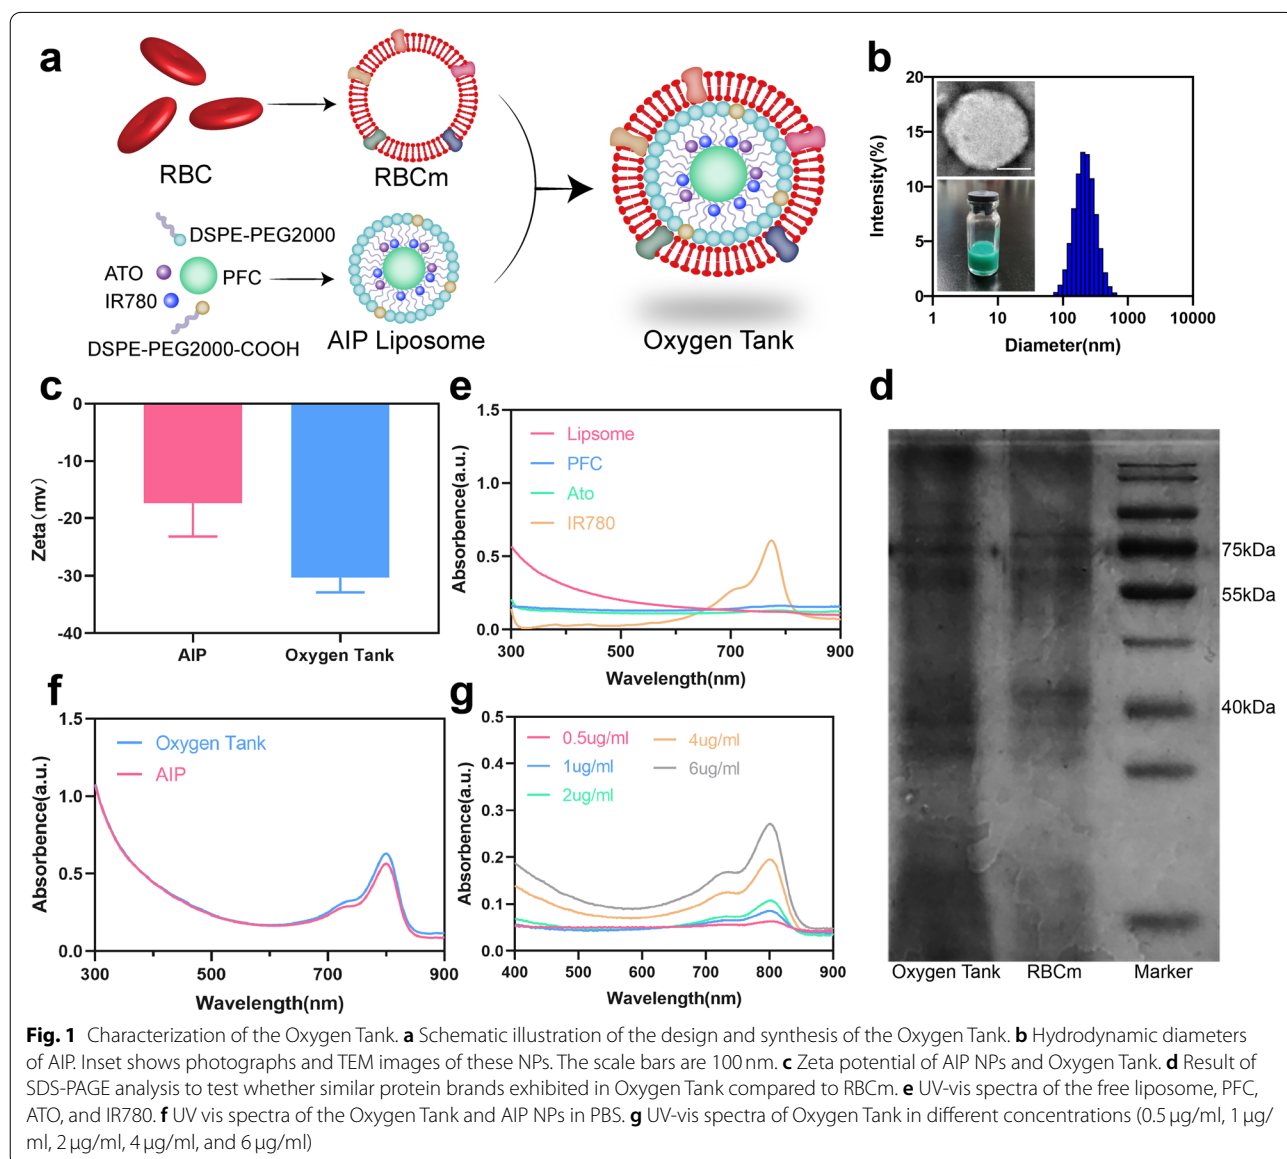 a
RBC
RBCm
DSPE-PEG2000
ATO
PFC
IR780
DSPE-PEG2000-COOH
AIP Liposome
Oxygen Tank
b
Intensity(%)
20
15
10
5
0
1 10 100 1000 10000
Diameter(nm)
c
Zeta(mv)
0
-10
-20
-30
-40
AIP Oxygen Tank
e
Absorbence(a.u.)
1.5
1.0
0.5
0.0
Lipsome
PFC
Ato
IR780
300 500 700 900
Wavelength(nm)
d
75kDa
55kDa
40kDa
Oxygen Tank RBCm Marker
f
Absorbence(a.u.)
1.5
1.0
0.5
0.0
Oxygen Tank
AIP
300 500 700 900
Wavelength(nm)
g
Absorbence(a.u.)
0.5
0.4
0.3
0.2
0.1
0.0
0.5ug/ml 4ug/ml
1ug/ml 6ug/ml
2ug/ml
400 500 600 700 800 900
Wavelength(nm)
Fig. 1 Characterization of the Oxygen Tank. a Schematic illustration of the design and synthesis of the Oxygen Tank. b Hydrodynamic diameters
of AIP. Inset shows photographs and TEM images of these NPs. The scale bars are 100 nm. c Zeta potential of AIP NPs and Oxygen Tank. d Result of
SDS-PAGE analysis to test whether similar protein brands exhibited in Oxygen Tank compared to RBCm. e UV-vis spectra of the free liposome, PFC,
ATO, and IR780. f UV vis spectra of the Oxygen Tank and AIP NPs in PBS. g UV-vis spectra of Oxygen Tank in different concentrations (0.5 μg/ml, 1 μg/
ml, 2 μg/ml, 4 μg/ml, and 6 μg/ml)